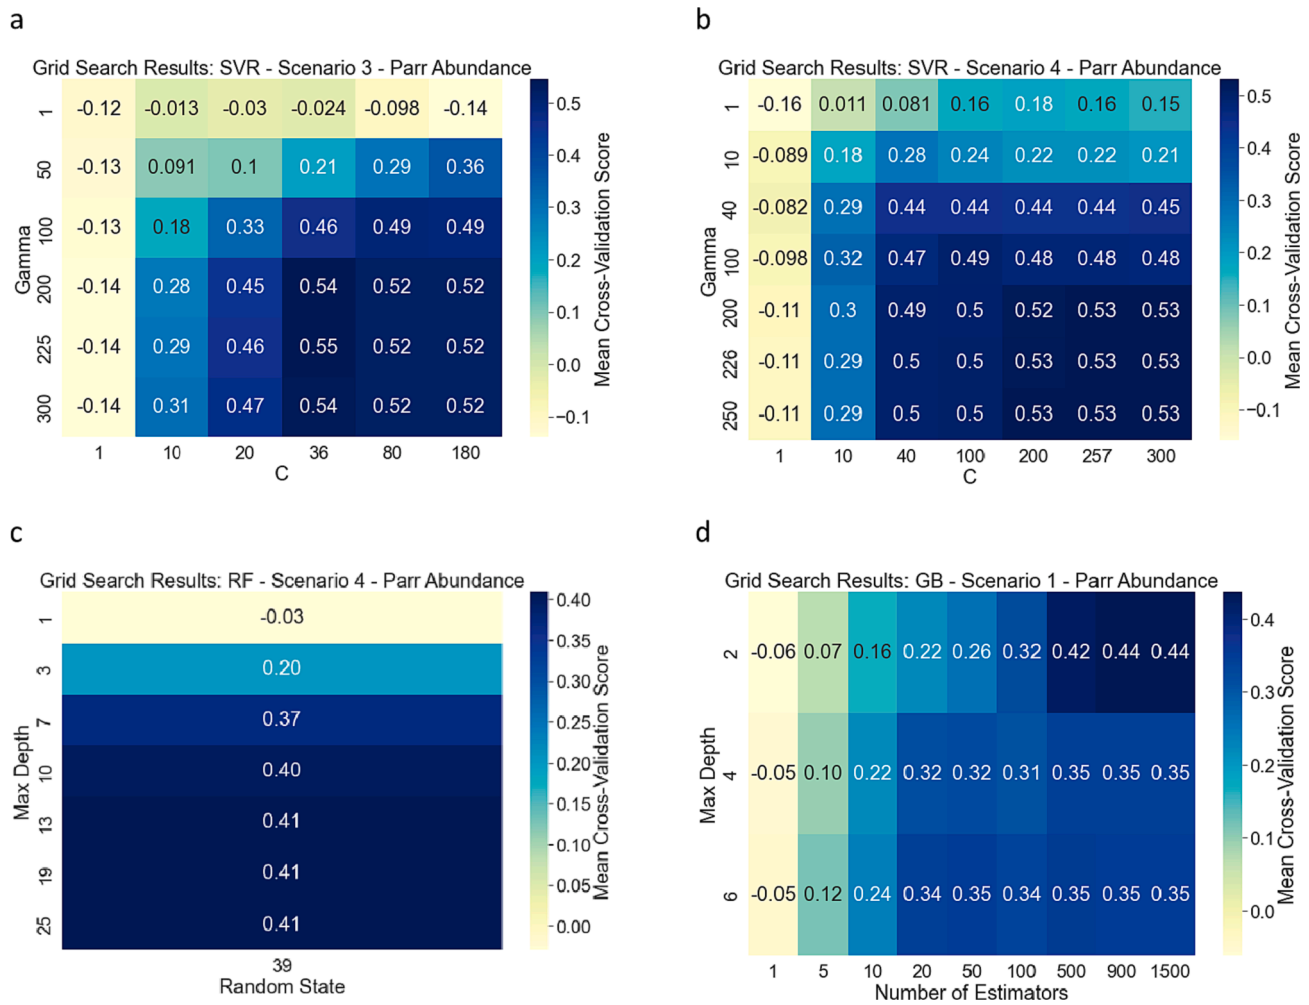 a
Grid Search Results: SVR - Scenario 3 - Parr Abundance
1 -0.12 -0.013 -0.03 -0.024 -0.098 -0.14
50 -0.13 0.091 0.1 0.21 0.29 0.36
100 -0.13 0.18 0.33 0.46 0.49 0.49
200 -0.14 0.28 0.45 0.54 0.52 0.52
225 -0.14 0.29 0.46 0.55 0.52 0.52
300 -0.14 0.31 0.47 0.54 0.52 0.52
Gamma
1 10 20 36 80 180
C
0.5
0.4
0.3
0.2
0.1
0.0
−0.1
Mean Cross-Validation Score
b
Grid Search Results: SVR - Scenario 4 - Parr Abundance
1 -0.16 0.011 0.081 0.16 0.18 0.16 0.15
10 -0.089 0.18 0.28 0.24 0.22 0.22 0.21
40 -0.082 0.29 0.44 0.44 0.44 0.44 0.45
100 -0.098 0.32 0.47 0.49 0.48 0.48 0.48
200 -0.11 0.3 0.49 0.5 0.52 0.53 0.53
226 -0.11 0.29 0.5 0.5 0.53 0.53 0.53
250 -0.11 0.29 0.5 0.5 0.53 0.53 0.53
Gamma
1 10 40 100 200 257 300
C
0.5
0.4
0.3
0.2
0.1
0.0
−0.1
Mean Cross-Validation Score
c
Grid Search Results: RF - Scenario 4 - Parr Abundance
1 -0.03
3 0.20
7 0.37
10 0.40
13 0.41
19 0.41
25 0.41
Max Depth
39
Random State
0.40
0.35
0.30
0.25
0.20
0.15
0.10
0.05
0.00
Mean Cross-Validation Score
d
Grid Search Results: GB - Scenario 1 - Parr Abundance
2 -0.06 0.07 0.16 0.22 0.26 0.32 0.42 0.44 0.44
4 -0.05 0.10 0.22 0.32 0.32 0.31 0.35 0.35 0.35
6 -0.05 0.12 0.24 0.34 0.35 0.34 0.35 0.35 0.35
Max Depth
1 5 10 20 50 100 500 900 1500
Number of Estimators
0.4
0.3
0.2
0.1
0.0
Mean Cross-Validation Score